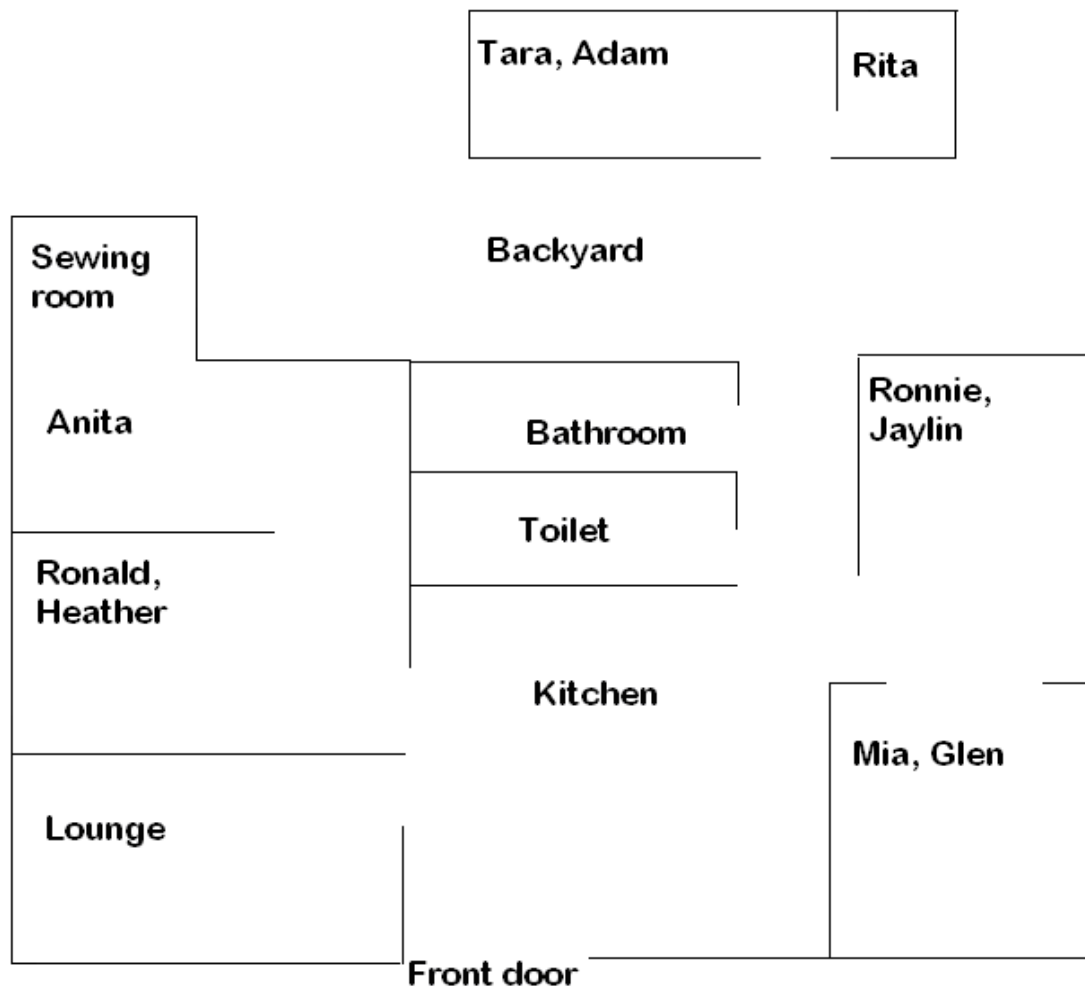 Tara, Adam
Rita
Backyard
Sewing
room
Anita
Bathroom
Ronnie,
Jaylin
Toilet
Ronald,
Heather
Kitchen
Mia, Glen
Lounge
Front door